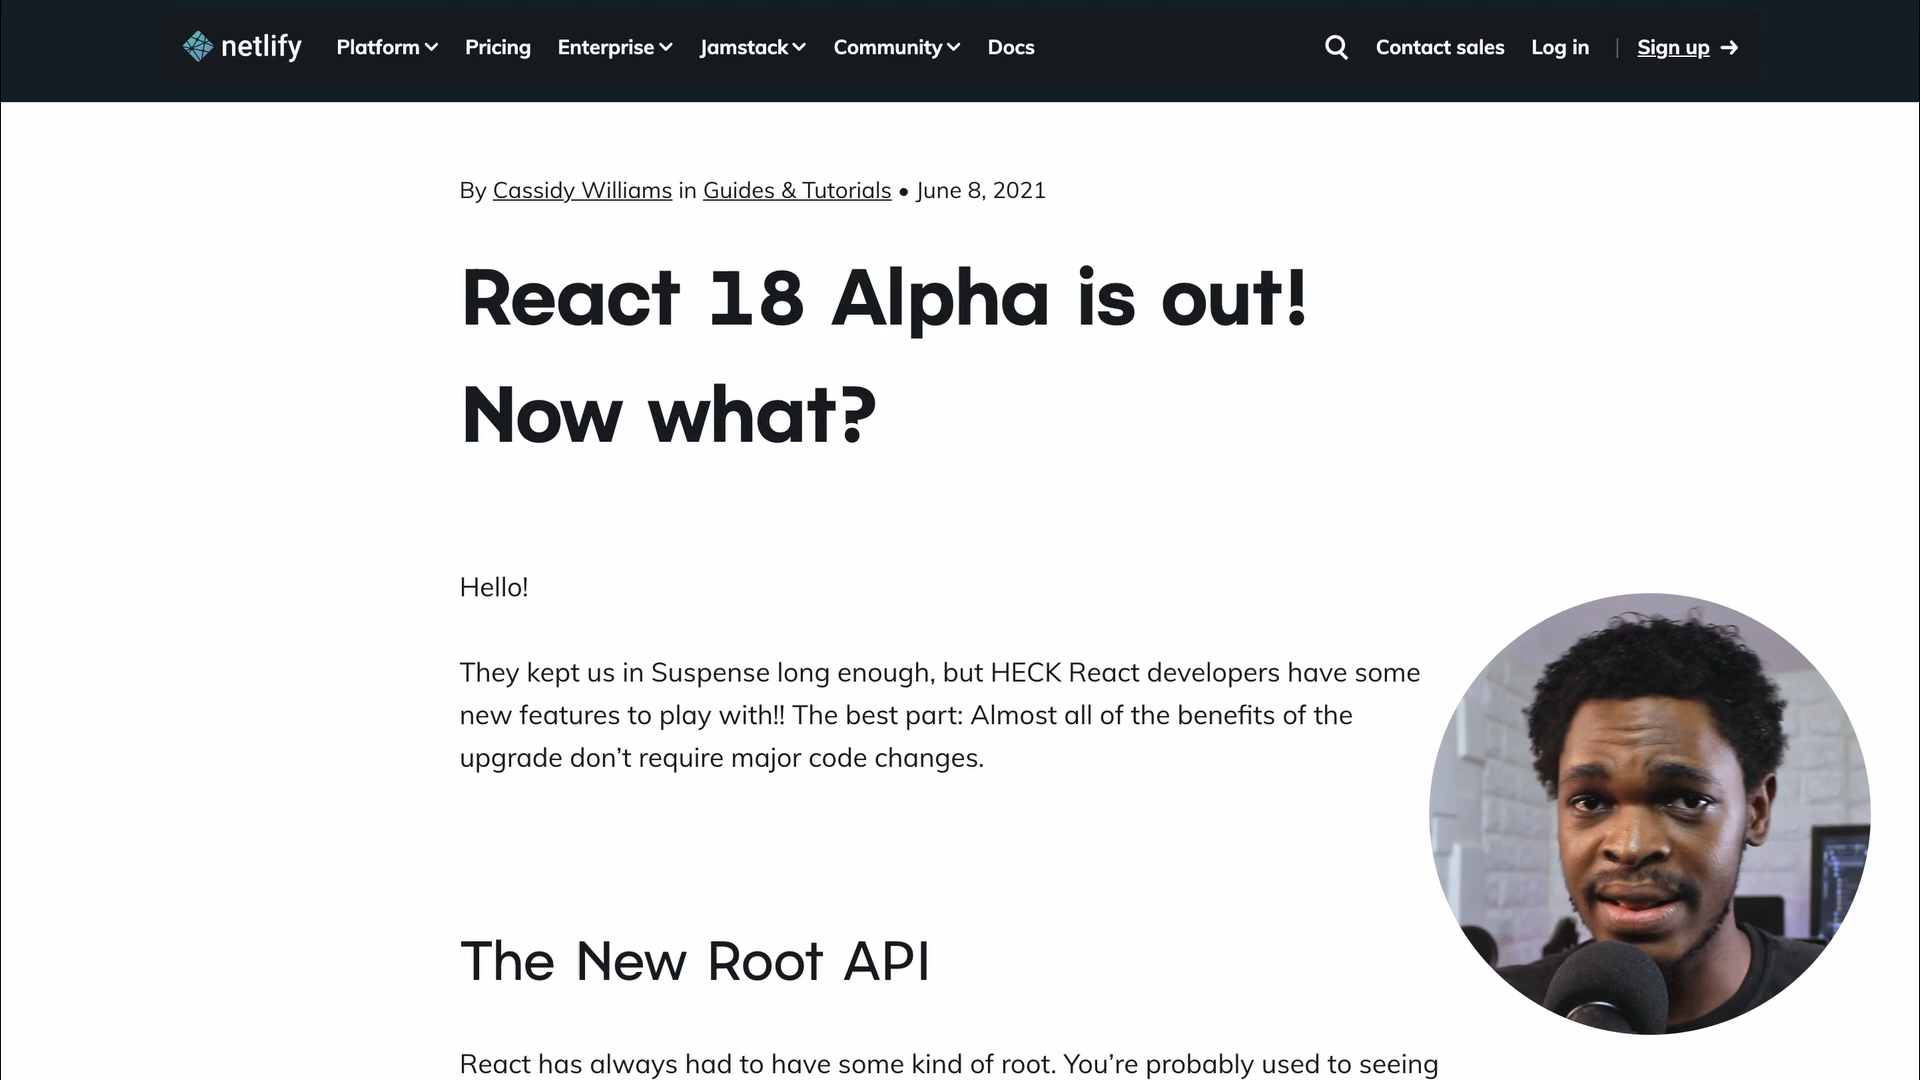 netlify Platform Pricing Enterprise Jamstack Community Docs Contact sales Log in Sign up →
By Cassidy Williams in Guides & Tutorials • June 8, 2021
React 18 Alpha is out!
Now what?
Hello!
They kept us in Suspense long enough, but HECK React developers have some
new features to play with!! The best part: Almost all of the benefits of the
upgrade don’t require major code changes.
The New Root API
React has always had to have some kind of root. You’re probably used to seeing